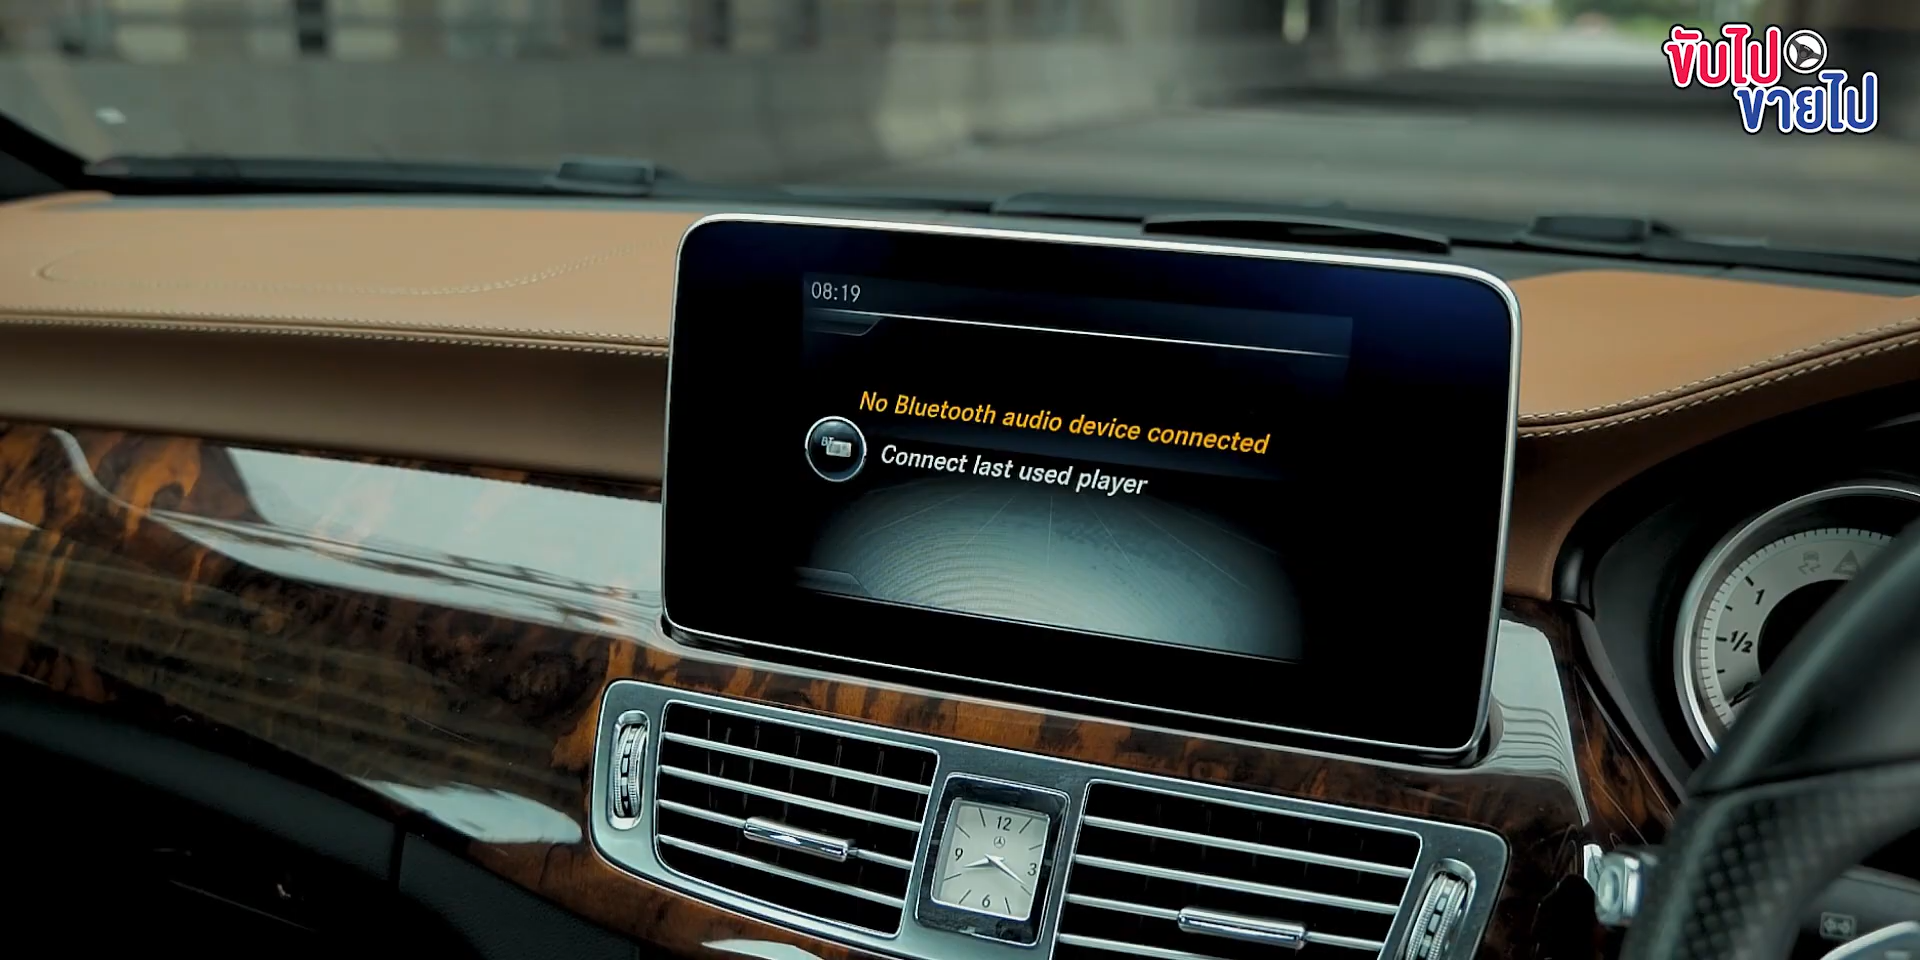 ขับไป
ขายไป
08:19
No Bluetooth audio device connected
BT
Connect last used player
1
1/2
12
9
3
6